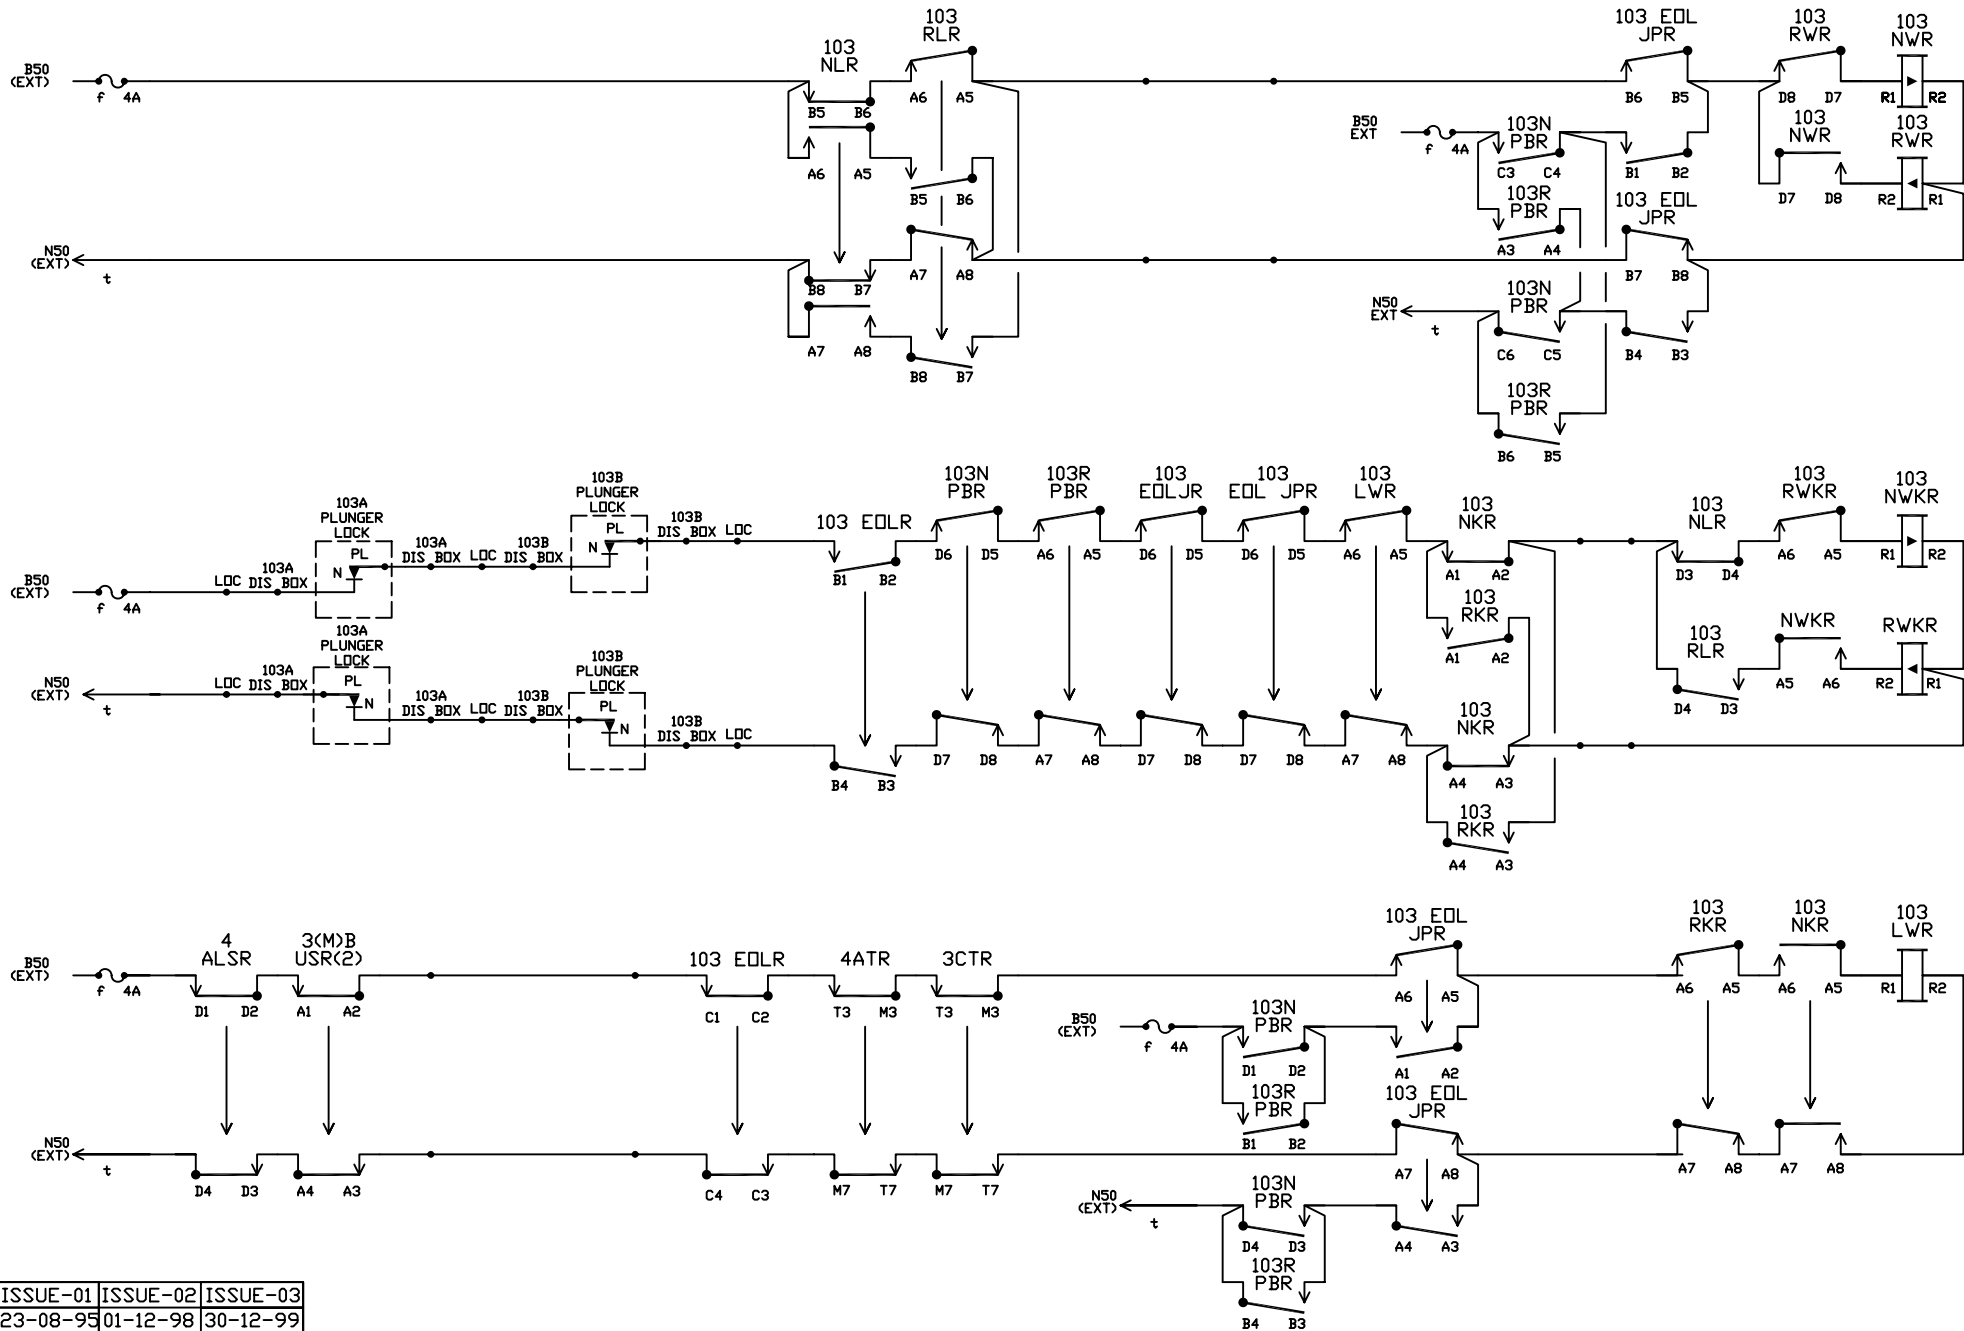 103
RLR
103 EOL
JPR
103
RWR
103
NWR
103
NLR
B50
(EXT)
f 4A
B5 B6
A6 A5
B6 B5
D8 D7
R1 R2
B50
EXT
f 4A
103N
PBR
C3 C4
B1 B2
103
NWR
103
RWR
A6 A5
B5 B6
D7 D8
R2 R1
103R
PBR
A3 A4
103 EOL
JPR
N50
(EXT)
t
B8 B7
A7 A8
B7 B8
103N
PBR
N50
EXT
t
C6 C5
B4 B3
A7 A8
B8 B7
103R
PBR
B6 B5
103A
PLUNGER
LOCK
PL
N
103B
PLUNGER
LOCK
PL
N
103B
DIS BOX LOC
103 EOLR
103N
PBR
103R
PBR
103
EOLJR
103
EOL JPR
103
LWR
103
NKR
103
NLR
103
RWKR
103
NWKR
B50
(EXT)
f 4A
LOC
103A
DIS BOX
103A
DIS BOX
LOC
103B
DIS BOX
B1 B2
D6 D5
A6 A5
D6 D5
D6 D5
A6 A5
A1 A2
D3 D4
A6 A5
R1 R2
103
RKR
A1 A2
103
RLR
D4 D3
NWKR
A5 A6
RWKR
R2 R1
103A
PLUNGER
LOCK
PL
N
103B
PLUNGER
LOCK
PL
N
N50
(EXT)
t
LOC
103A
DIS BOX
103A
DIS BOX
LOC
103B
DIS BOX
103B
DIS BOX LOC
B4 B3
D7 D8
A7 A8
D7 D8
D7 D8
A7 A8
103
NKR
A4 A3
103
RKR
A4 A3
4
ALSR
3(M)B
USR(2)
103 EOLR
4ATR
3CTR
103 EOL
JPR
103
RKR
103
NKR
103
LWR
B50
(EXT)
f 4A
D1 D2
A1 A2
C1 C2
T3 M3
T3 M3
A6 A5
A6 A5
A6 A5
R1 R2
B50
(EXT)
f 4A
103N
PBR
D1 D2
A1 A2
103R
PBR
B1 B2
103 EOL
JPR
N50
(EXT)
t
D4 D3
A4 A3
C4 C3
M7 T7
M7 T7
A7 A8
A7 A8
A7 A8
N50
(EXT)
t
103N
PBR
D4 D3
A4 A3
103R
PBR
B4 B3
ISSUE-01 ISSUE-02 ISSUE-03
23-08-95 01-12-98 30-12-99